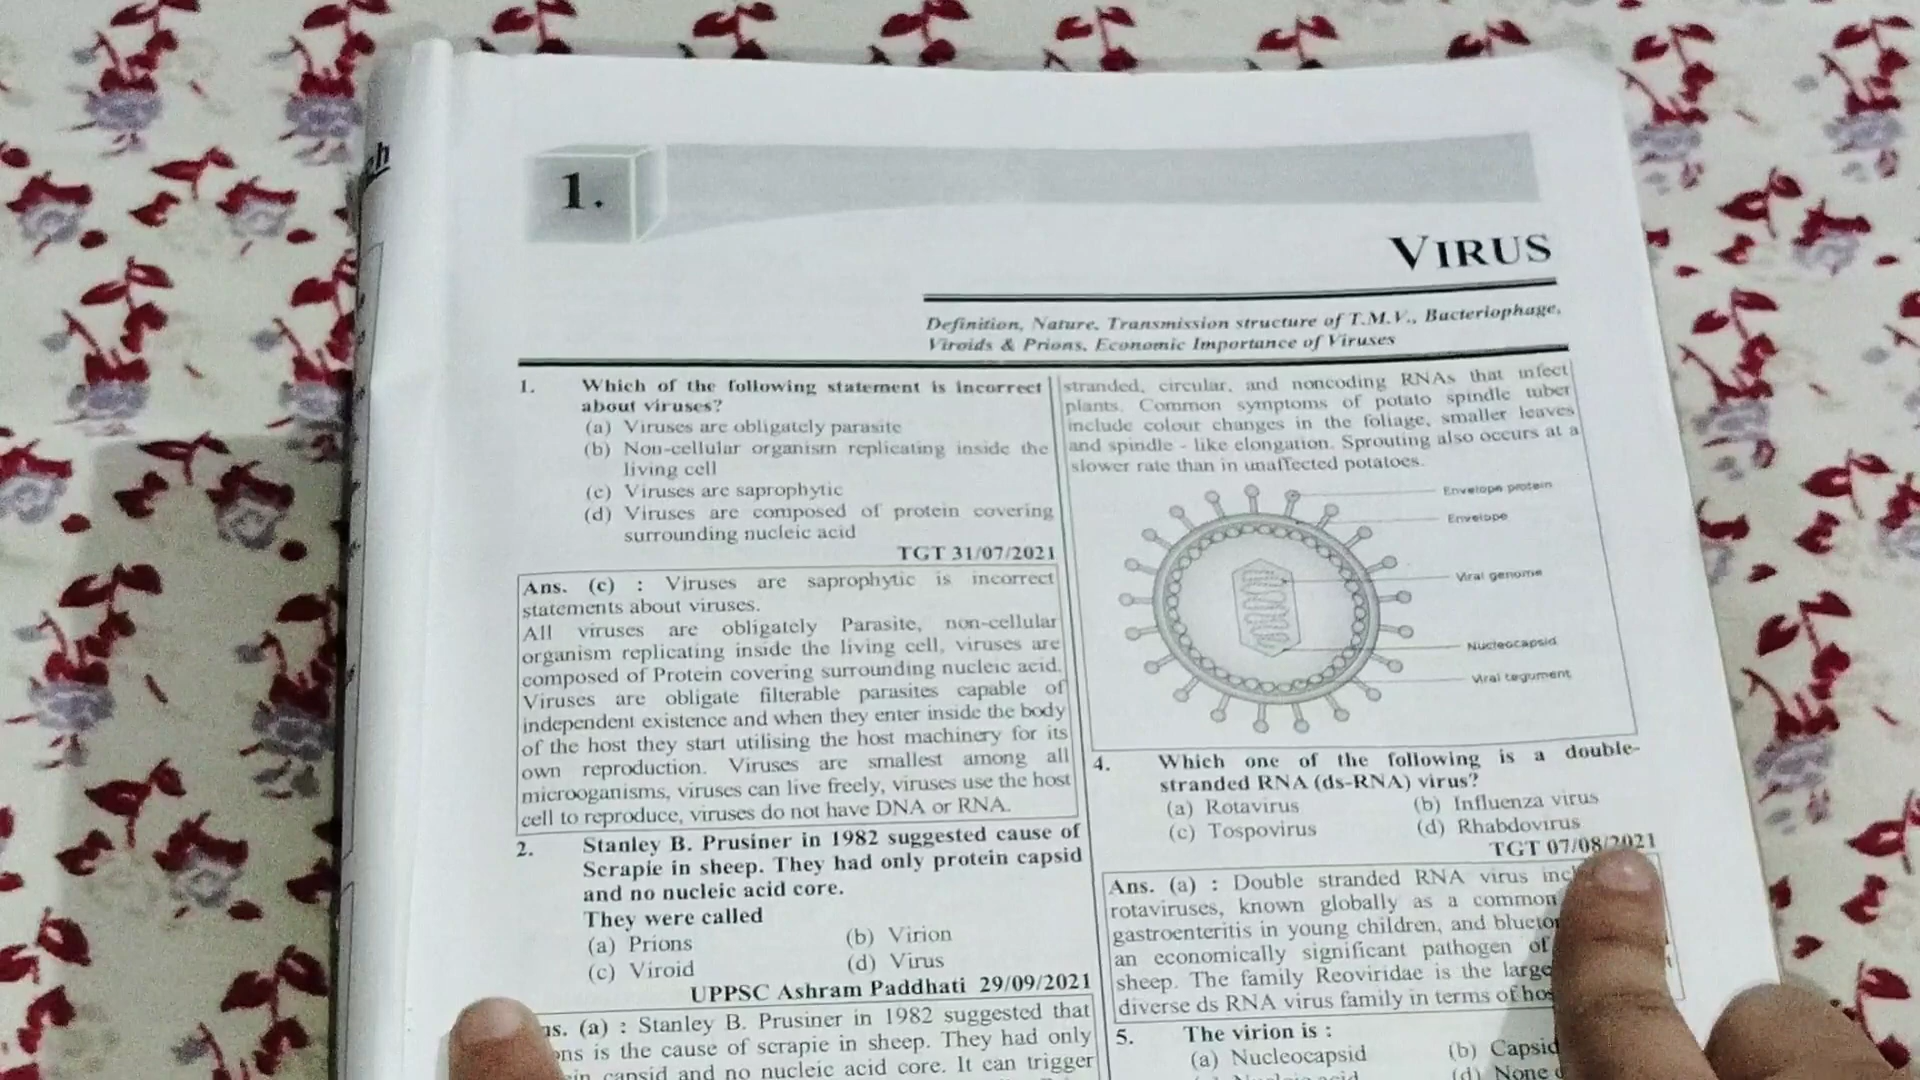 1.
VIRUS
Definition, Nature, Transmission structure of T.M.V., Bacteriophage,
Viroids & Prions, Economic Importance of Viruses
1. Which of the following statement is incorrect
about viruses?
(a) Viruses are obligately parasite
(b) Non-cellular organism replicating inside the
living cell
(c) Viruses are saprophytic
(d) Viruses are composed of protein covering
surrounding nucleic acid
TGT 31/07/2021
Ans. (c) : Viruses are saprophytic is incorrect
statements about viruses.
All viruses are obligately Parasite, non-cellular
organism replicating inside the living cell, viruses are
composed of Protein covering surrounding nucleic acid.
Viruses are obligate filterable parasites capable of
independent existence and when they enter inside the body
of the host they start utilising the host machinery for its
own reproduction. Viruses are smallest among all
microoganisms, viruses can live freely, viruses use the host
cell to reproduce, viruses do not have DNA or RNA.
2. Stanley B. Prusiner in 1982 suggested cause of
Scrapie in sheep. They had only protein capsid
and no nucleic acid core.
They were called
(a) Prions (b) Virion
(c) Viroid (d) Virus
UPPSC Ashram Paddhati 29/09/2021
(a) : Stanley B. Prusiner in 1982 suggested that
is the cause of scrapie in sheep. They had only
capsid and no nucleic acid core. It can trigger
stranded, circular, and noncoding RNAs that infect
plants. Common symptoms of potato spindle tuber
include colour changes in the foliage, smaller leaves
and spindle - like elongation. Sprouting also occurs at a
slower rate than in unaffected potatoes.
Envelope protein
Envelope
Viral genome
Nucleocapsid
Viral tegument
4. Which one of the following is a double-
stranded RNA (ds-RNA) virus?
(a) Rotavirus (b) Influenza virus
(c) Tospovirus (d) Rhabdovirus
TGT 07/08/2021
Ans. (a) : Double stranded RNA virus
rotaviruses, known globally as a common
gastroenteritis in young children, and
an economically significant pathogen of
sheep. The family Reoviridae is the
diverse ds RNA virus family in terms of
5. The virion is :
(a) Nucleocapsid (b) Capsid
(d) None